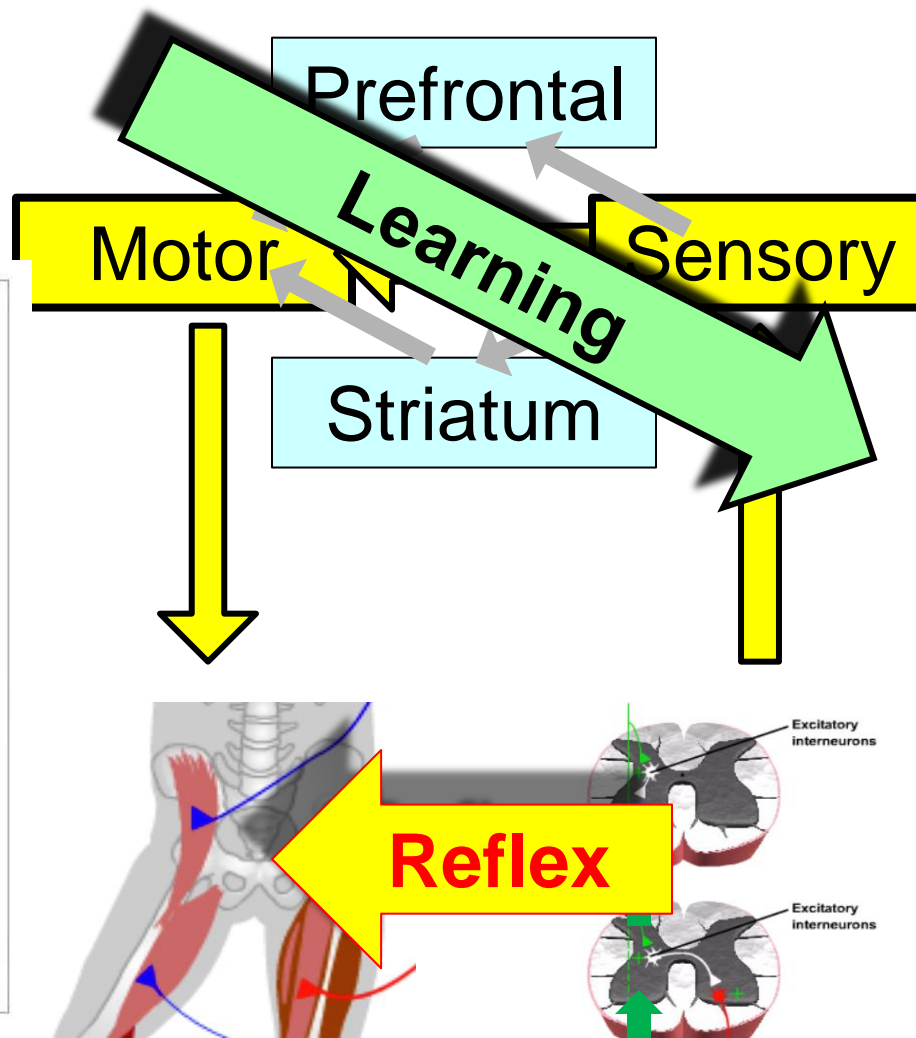 Prefrontal
Learning
Motor
Sensory
Striatum
Excitatory
interneurons
Reflex
Excitatory
interneurons